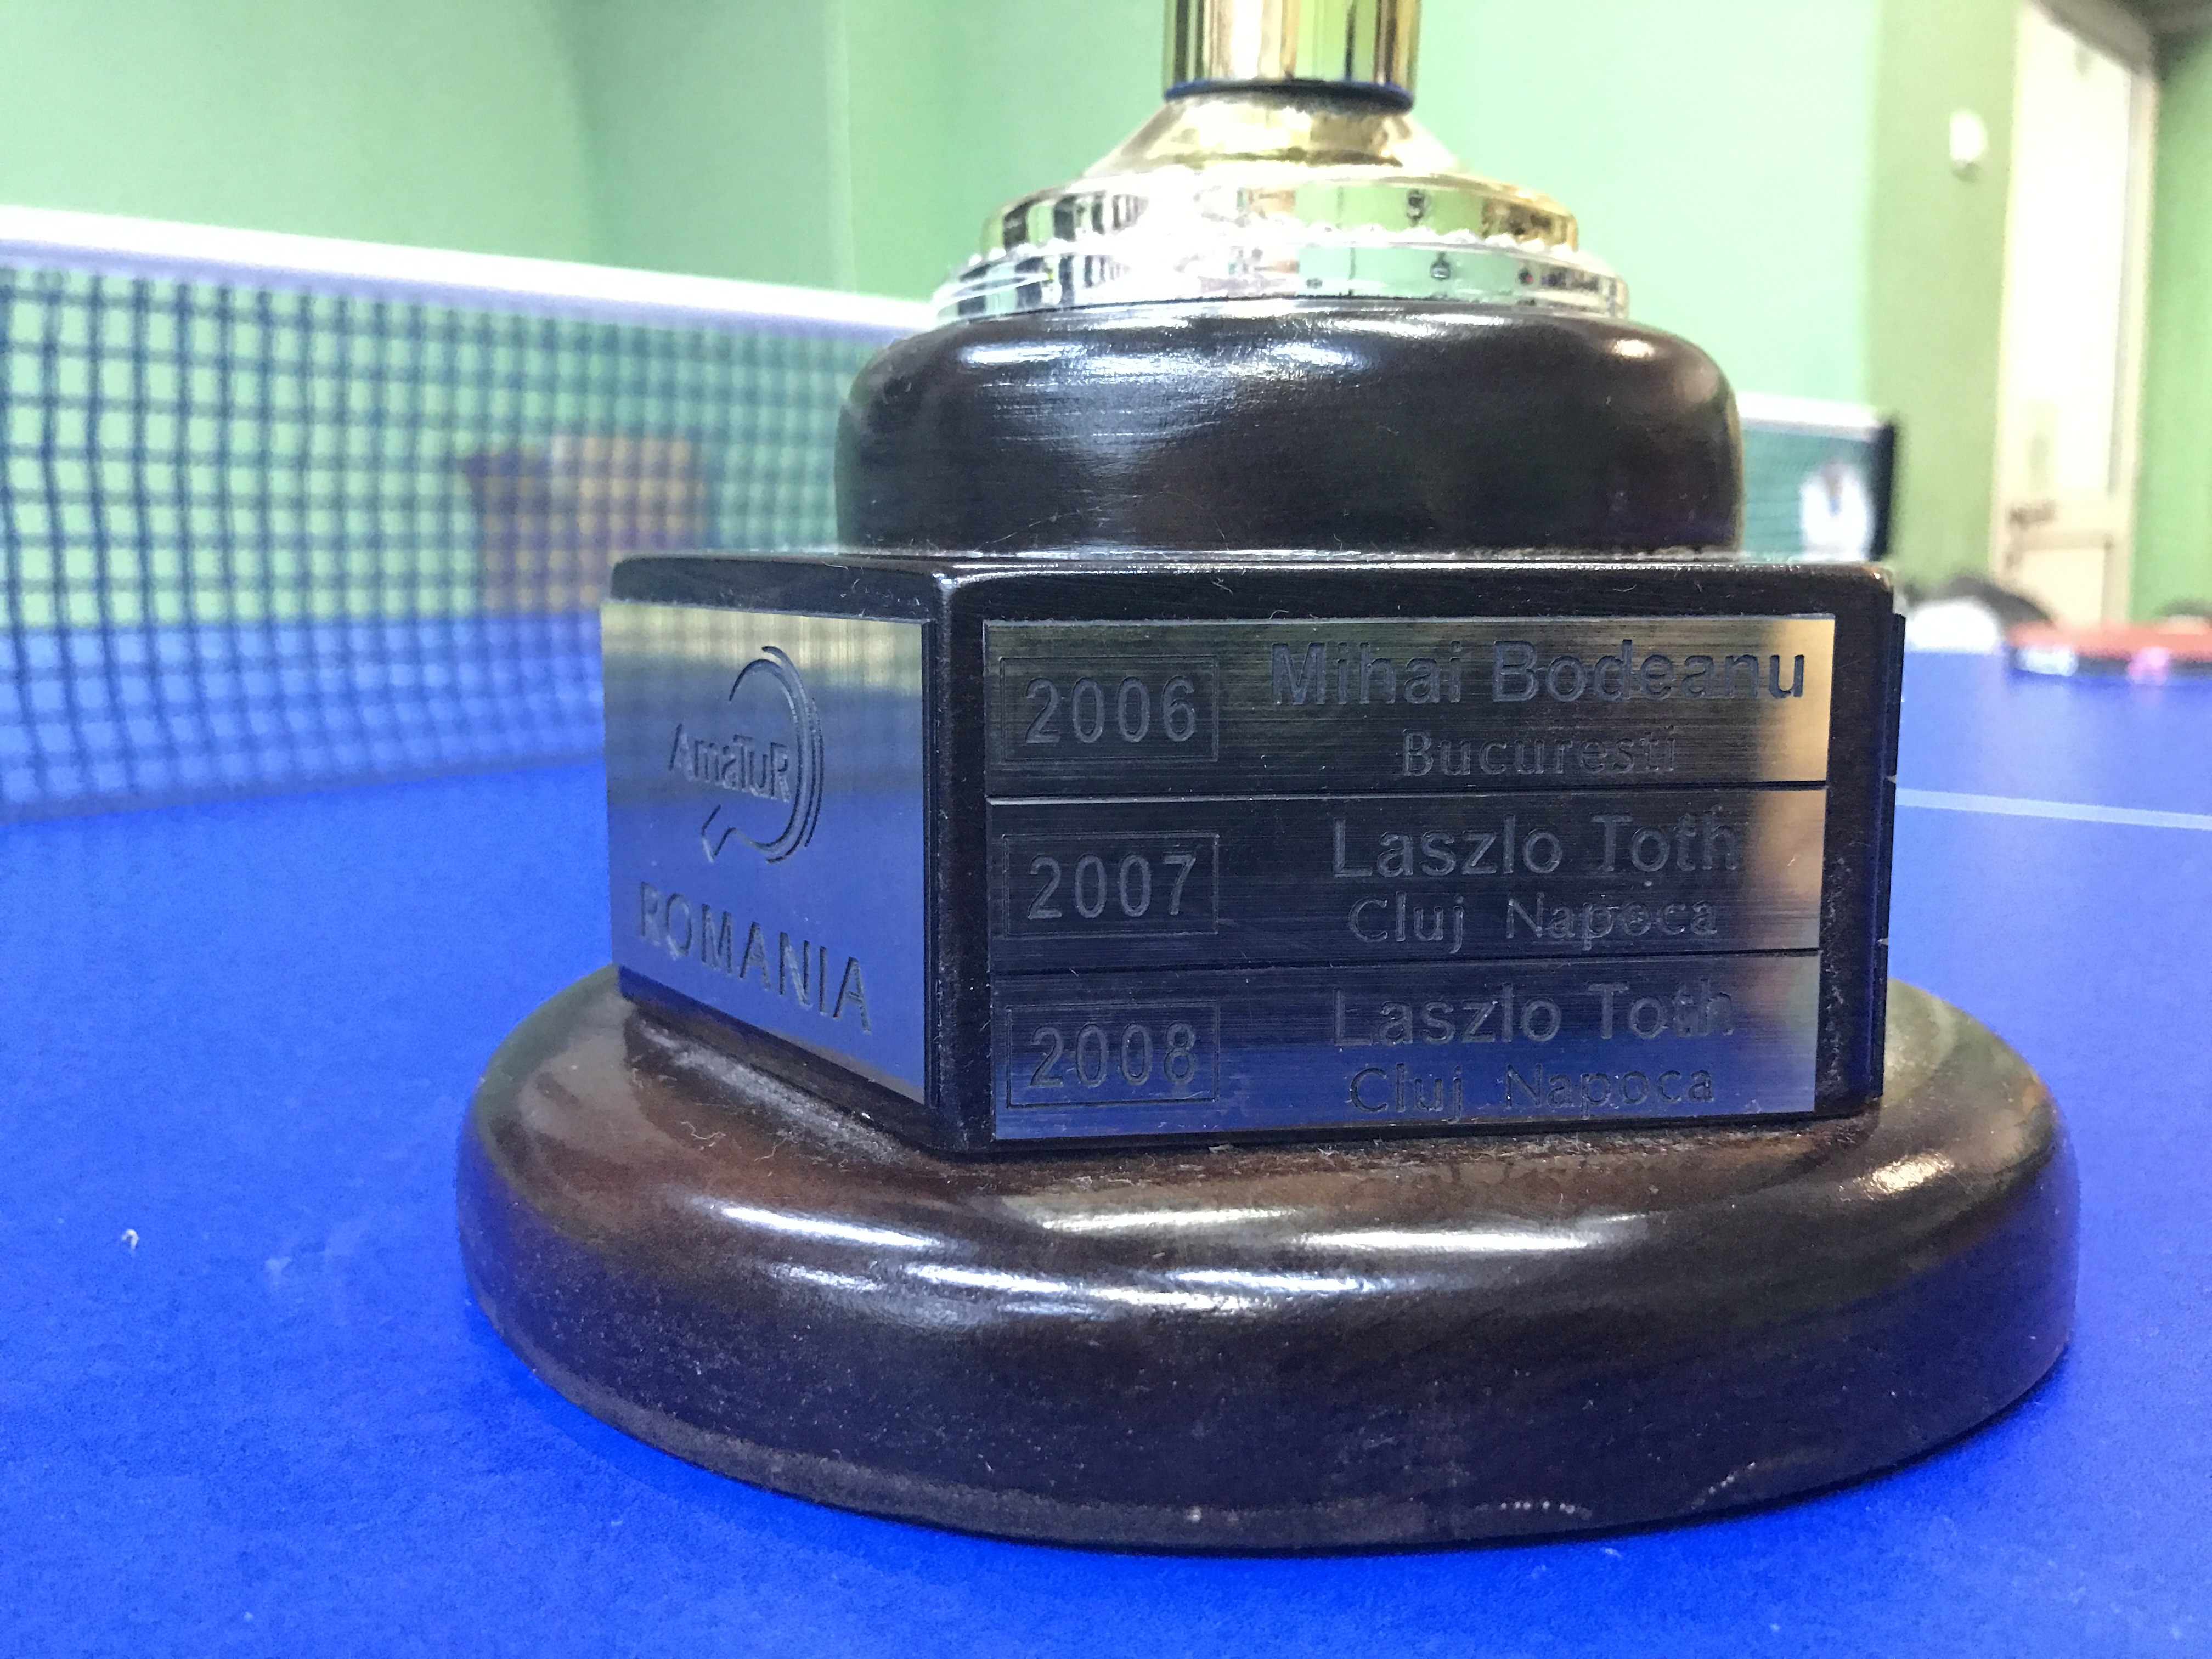 AmaTuR
ROMANIA
2006
Mihai Bodeanu
Bucuresti
2007
Laszlo Toth
Cluj Napoca
2008
Laszlo Toth
Cluj Napoca